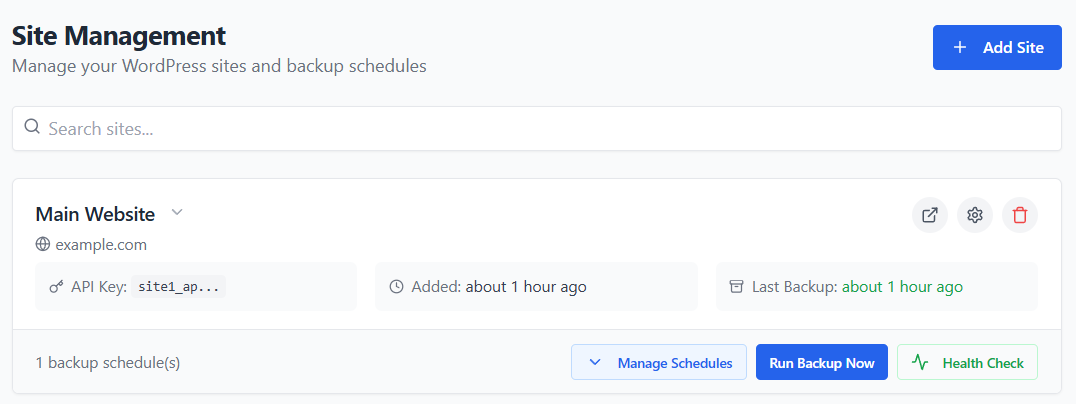 Site Management
Manage your WordPress sites and backup schedules
Add Site
Search sites...
Main Website
example.com
API Key: site1_ap...
Added: about 1 hour ago
Last Backup: about 1 hour ago
1 backup schedule(s)
Manage Schedules
Run Backup Now
Health Check